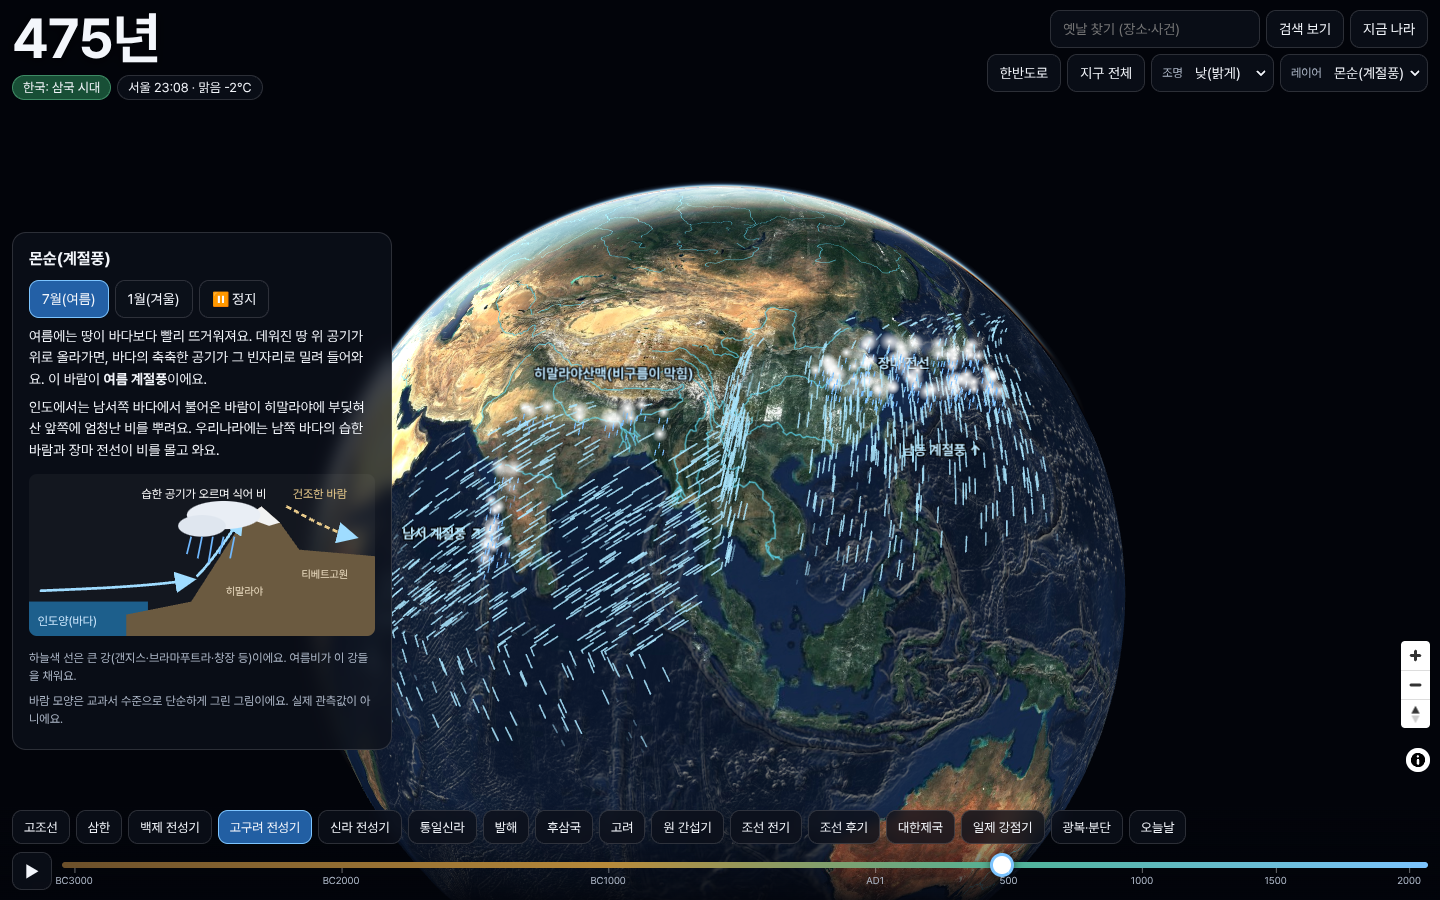 475년
한국: 삼국 시대
서울 23:08 · 맑음 -2°C
옛날 찾기 (장소·사건)
검색 보기
지금 나라
한반도로
지구 전체
조명 낮(밝게)
레이어 몬순(계절풍)
몬순(계절풍)
7월(여름)
1월(겨울)
⏸ 정지
여름에는 땅이 바다보다 빨리 뜨거워져요. 데워진 땅 위 공기가
위로 올라가면, 바다의 축축한 공기가 그 빈자리로 밀려 들어와
요. 이 바람이 여름 계절풍이에요.
인도에서는 남서쪽 바다에서 불어온 바람이 히말라야에 부딪혀
산 앞쪽에 엄청난 비를 뿌려요. 우리나라에는 남쪽 바다의 습한
바람과 장마 전선이 비를 몰고 와요.
습한 공기가 오르며 식어 비
건조한 바람
티베트고원
히말라야
인도양(바다)
하늘색 선은 큰 강(갠지스·브라마푸트라·창장 등)이에요. 여름비가 이 강들
을 채워요.
바람 모양은 교과서 수준으로 단순하게 그린 그림이에요. 실제 관측값이 아
니에요.
히말라야산맥(비구름이 막힘)
장마 전선
남동 계절풍 ↑
남서 계절풍 ↗
고조선
삼한
백제 전성기
고구려 전성기
신라 전성기
통일신라
발해
후삼국
고려
원 간섭기
조선 전기
조선 후기
대한제국
일제 강점기
광복·분단
오늘날
BC3000
BC2000
BC1000
AD1
500
1000
1500
2000